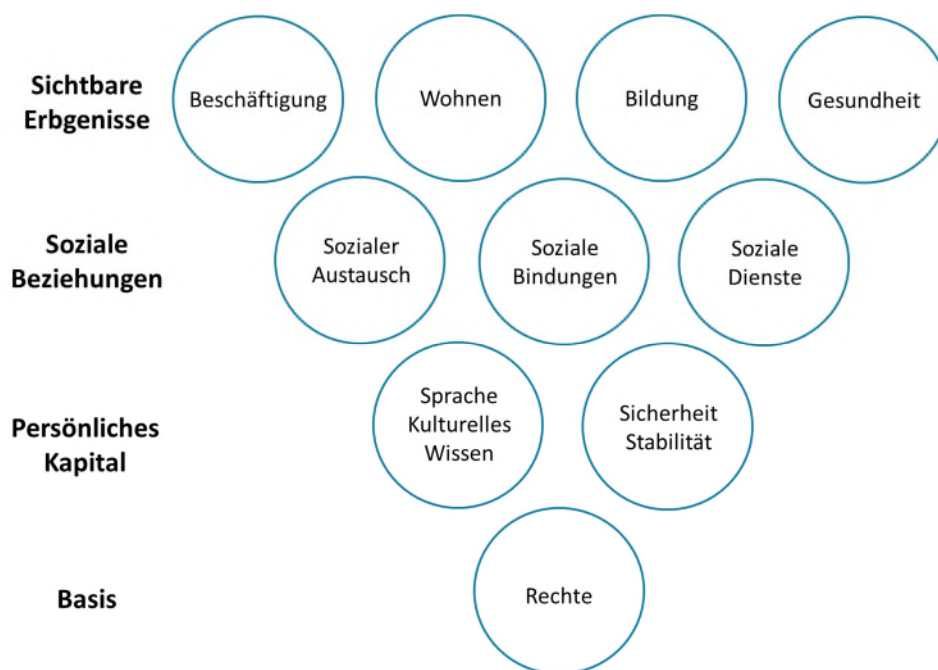 Sichtbare
Erbgenisse
Beschäftigung
Wohnen
Bildung
Gesundheit
Soziale
Beziehungen
Sozialer
Austausch
Soziale
Bindungen
Soziale
Dienste
Persönliches
Kapital
Sprache
Kulturelles
Wissen
Sicherheit
Stabilität
Basis
Rechte